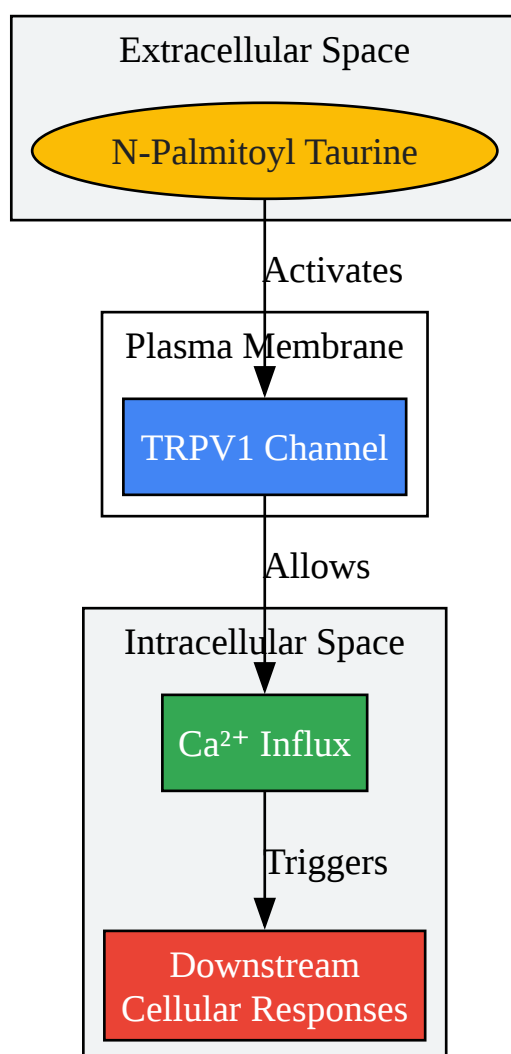 Extracellular Space
N-Palmitoyl Taurine
Activates
Plasma Membrane
TRPV1 Channel
Allows
Intracellular Space
Ca²⁺ Influx
Triggers
Downstream
Cellular Responses